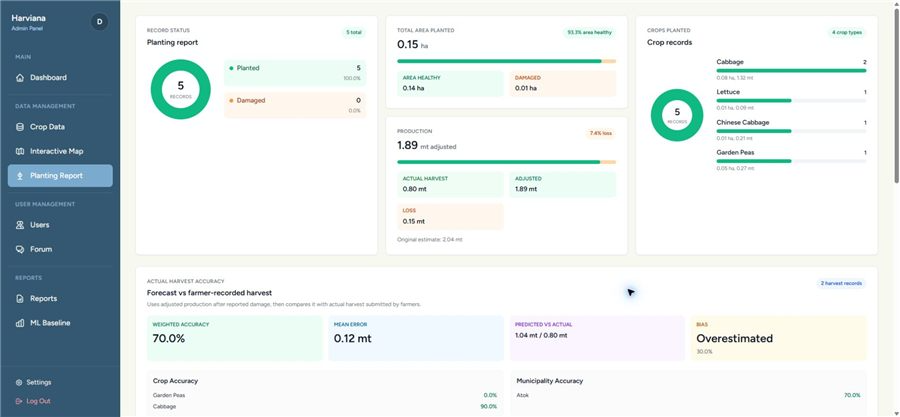 Harviana
Admin Panel
D
MAIN
Dashboard
DATA MANAGEMENT
Crop Data
Interactive Map
Planting Report
USER MANAGEMENT
Users
Forum
REPORTS
Reports
ML Baseline
Settings
Log Out
RECORD STATUS
5 total
Planting report
5
RECORDS
Planted 5
100.0%
Damaged 0
0.0%
TOTAL AREA PLANTED
93.3% area healthy
0.15 ha
AREA HEALTHY
0.14 ha
DAMAGED
0.01 ha
PRODUCTION
7.4% loss
1.89 mt adjusted
ACTUAL HARVEST
0.80 mt
ADJUSTED
1.89 mt
LOSS
0.15 mt
Original estimate: 2.04 mt
CROPS PLANTED
4 crop types
Crop records
5
RECORDS
Cabbage 2
0.08 ha, 1.32 mt
Lettuce 1
0.01 ha, 0.09 mt
Chinese Cabbage 1
0.01 ha, 0.21 mt
Garden Peas 1
0.05 ha, 0.27 mt
ACTUAL HARVEST ACCURACY
2 harvest records
Forecast vs farmer-recorded harvest
Uses adjusted production after reported damage, then compares it with actual harvest submitted by farmers.
WEIGHTED ACCURACY
70.0%
MEAN ERROR
0.12 mt
PREDICTED VS ACTUAL
1.04 mt / 0.80 mt
BIAS
Overestimated
30.0%
Crop Accuracy
Garden Peas 0.0%
Cabbage 90.0%
Municipality Accuracy
Atok 70.0%